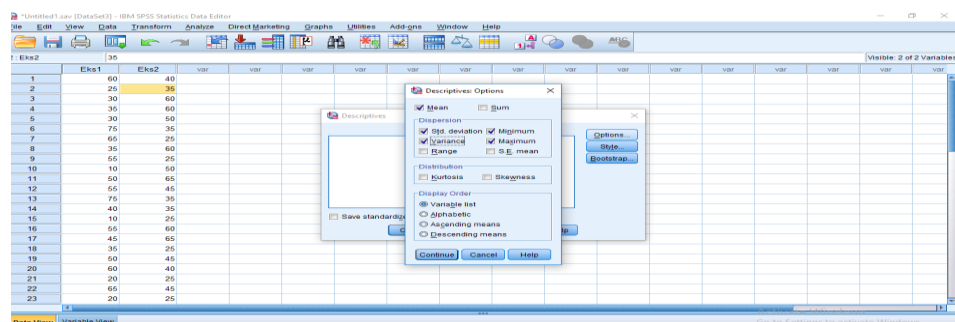 *Untitled1.sav [DataSet3] - IBM SPSS Statistics Data Editor
File Edit View Data Transform Analyze Direct Marketing Graphs Utilities Add-ons Window Help
: Eks2 35 Visible: 2 of 2 Variables
Eks1 Eks2 var var var var var var var var var var var var var var
1 60 40
2 25 35
3 30 60
4 35 60
5 30 50
6 75 35
7 65 25
8 35 60
9 55 25
10 10 50
11 50 65
12 55 45
13 75 35
14 40 35
15 10 25
16 55 60
17 45 65
18 35 25
19 50 45
20 60 40
21 20 25
22 65 45
23 20 25
Descriptives
Options...
Style...
Bootstrap...
Save standardize
Descriptives: Options
Mean Sum
Dispersion
Std. deviation Minimum
Variance Maximum
Range S.E. mean
Distribution
Kurtosis Skewness
Display Order
Variable list
Alphabetic
Ascending means
Descending means
Continue Cancel Help
Data View Variable View